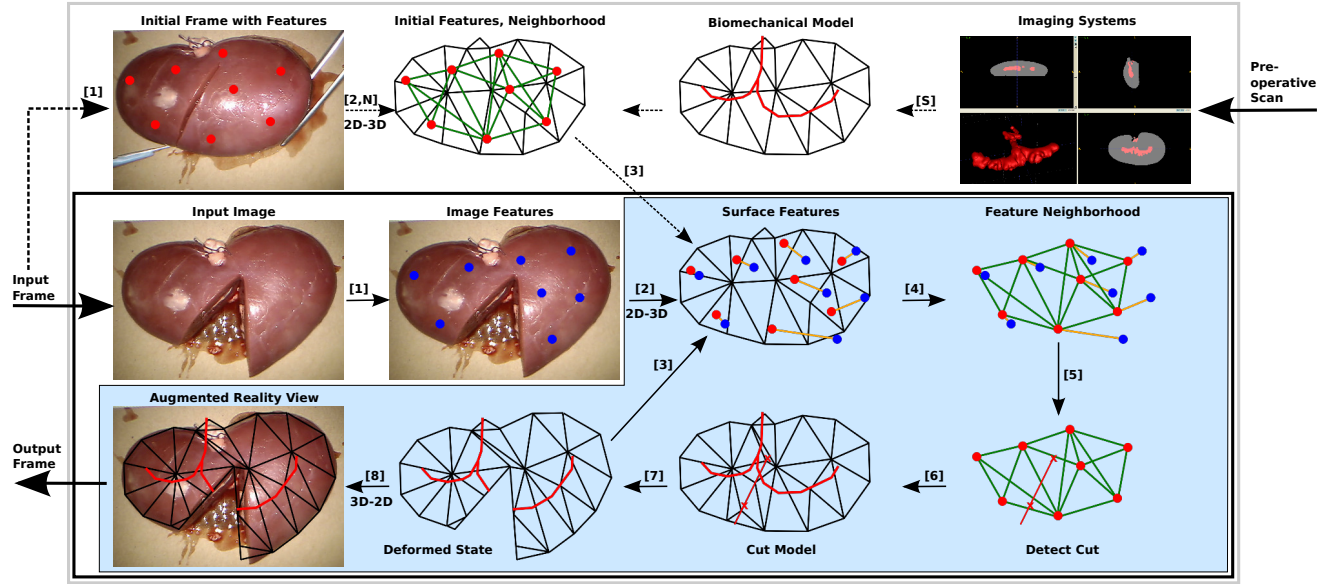 Initial Frame with Features
Initial Features, Neighborhood
Biomechanical Model
Imaging Systems
[1]
[2,N]
2D-3D
[S]
Pre-
operative
Scan
[3]
Input Image
Image Features
Surface Features
Feature Neighborhood
Input
Frame
[1]
[2]
2D-3D
[4]
[3]
[5]
Augmented Reality View
Output
Frame
[8]
3D-2D
[7]
[6]
Deformed State
Cut Model
Detect Cut